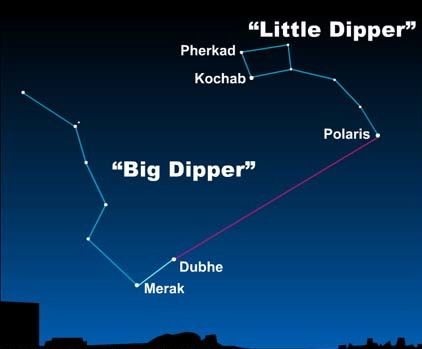 “Little Dipper”
Pherkad
Kochab
Polaris
“Big Dipper”
Dubhe
Merak